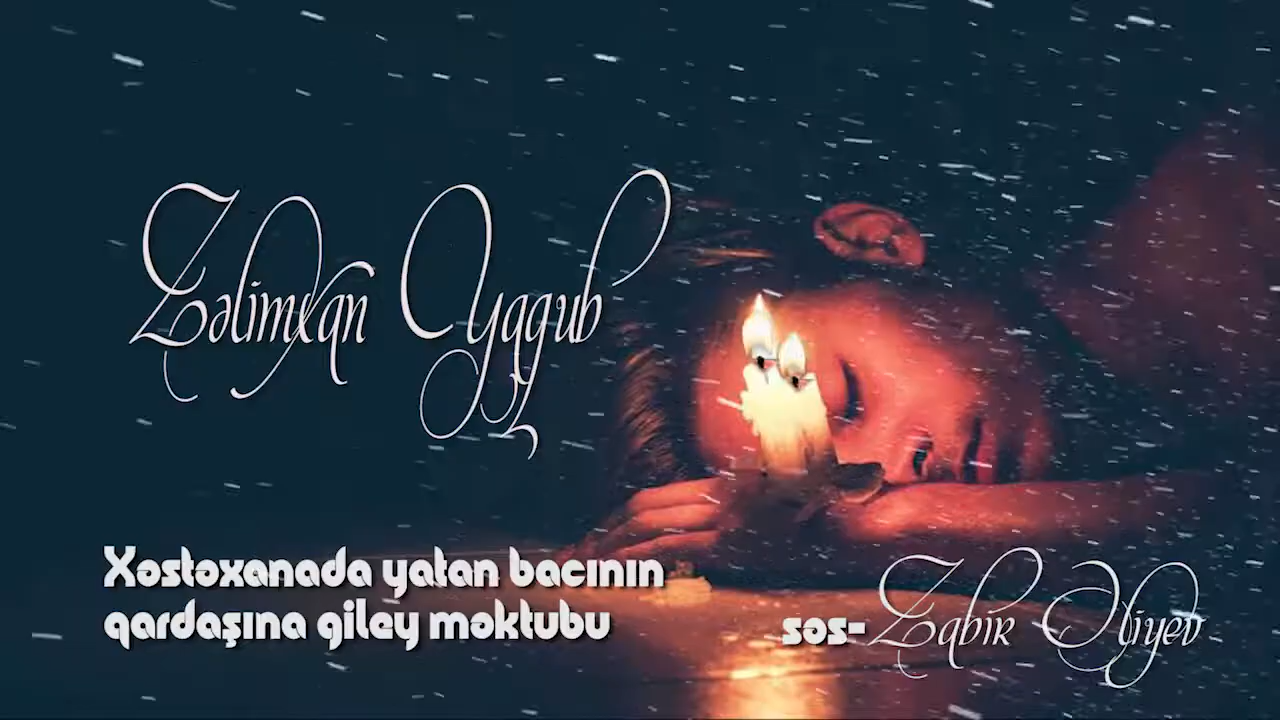 Zəlimxan Yaqub
Xəstəxanada yatan bacının
qardaşına giley məktubu
səs-Zabir Əliyev